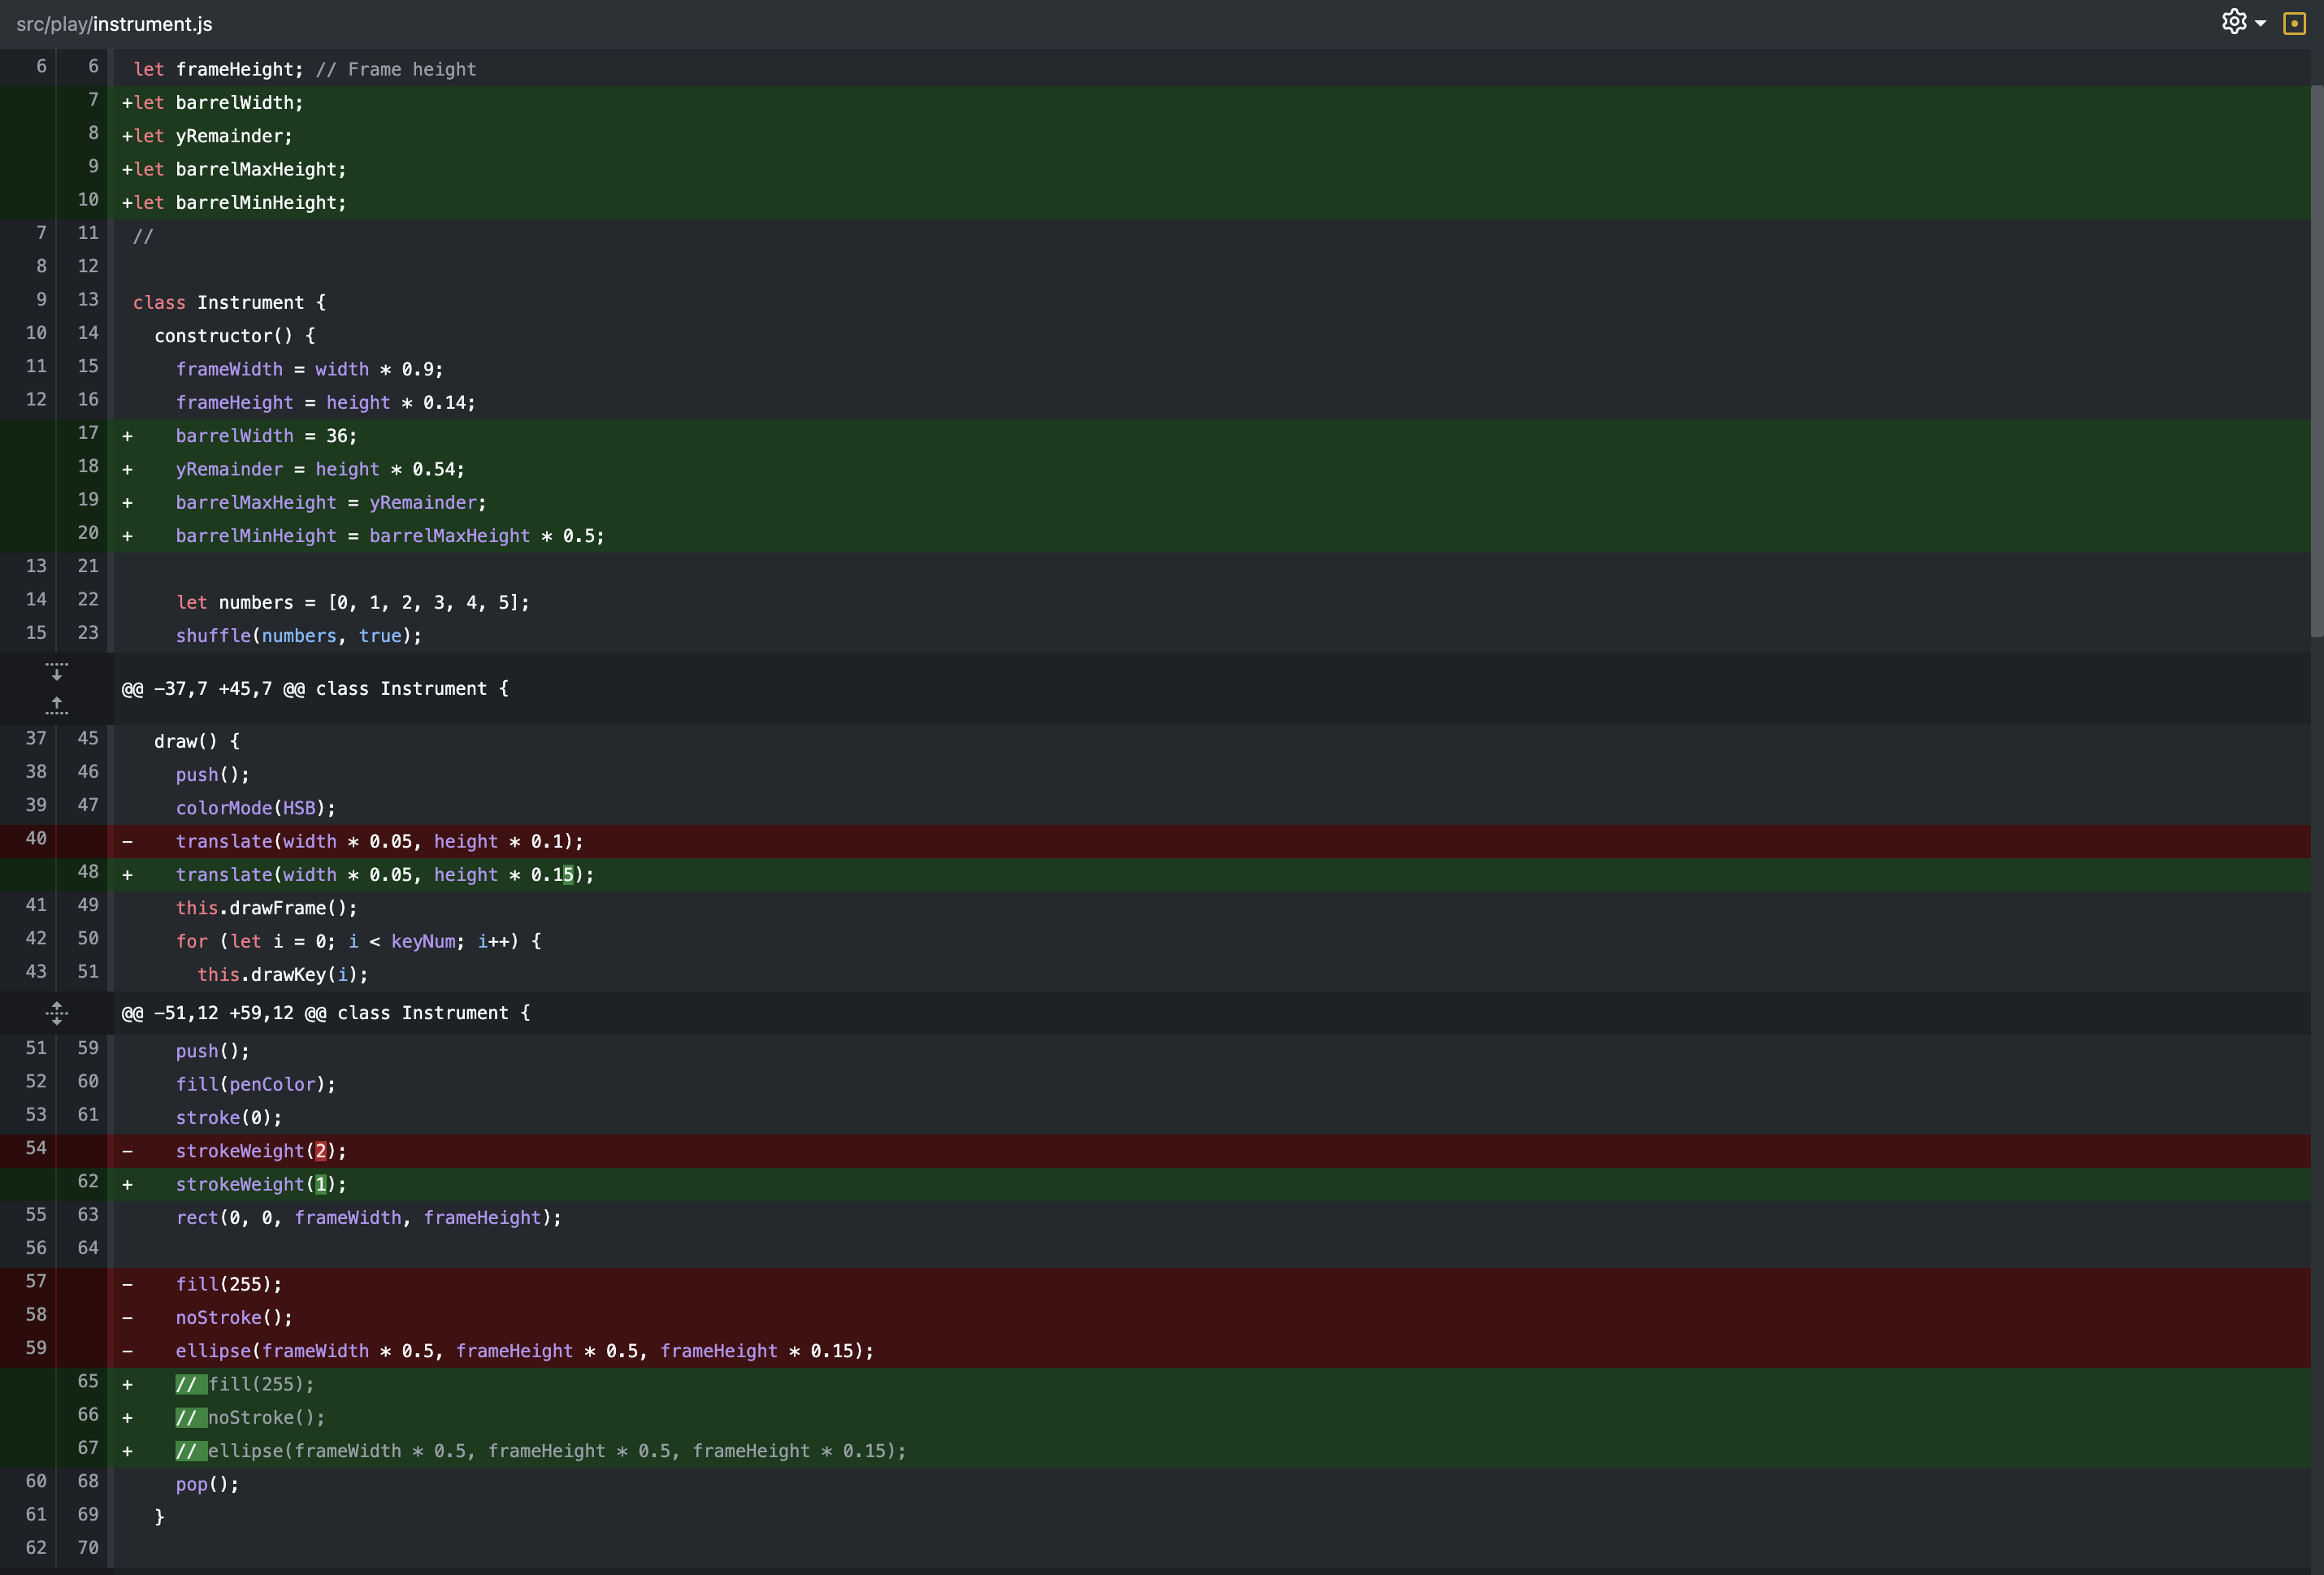 src/play/instrument.js
6 6 let frameHeight; // Frame height
7 +let barrelWidth;
8 +let yRemainder;
9 +let barrelMaxHeight;
10 +let barrelMinHeight;
7 11 //
8 12
9 13 class Instrument {
10 14 constructor() {
11 15 frameWidth = width * 0.9;
12 16 frameHeight = height * 0.14;
17 + barrelWidth = 36;
18 + yRemainder = height * 0.54;
19 + barrelMaxHeight = yRemainder;
20 + barrelMinHeight = barrelMaxHeight * 0.5;
13 21
14 22 let numbers = [0, 1, 2, 3, 4, 5];
15 23 shuffle(numbers, true);
@@ -37,7 +45,7 @@ class Instrument {
37 45 draw() {
38 46 push();
39 47 colorMode(HSB);
40 - translate(width * 0.05, height * 0.1);
48 + translate(width * 0.05, height * 0.15);
41 49 this.drawFrame();
42 50 for (let i = 0; i < keyNum; i++) {
43 51 this.drawKey(i);
@@ -51,12 +59,12 @@ class Instrument {
51 59 push();
52 60 fill(penColor);
53 61 stroke(0);
54 - strokeWeight(2);
62 + strokeWeight(1);
55 63 rect(0, 0, frameWidth, frameHeight);
56 64
57 - fill(255);
58 - noStroke();
59 - ellipse(frameWidth * 0.5, frameHeight * 0.5, frameHeight * 0.15);
65 + // fill(255);
66 + // noStroke();
67 + // ellipse(frameWidth * 0.5, frameHeight * 0.5, frameHeight * 0.15);
60 68 pop();
61 69 }
62 70